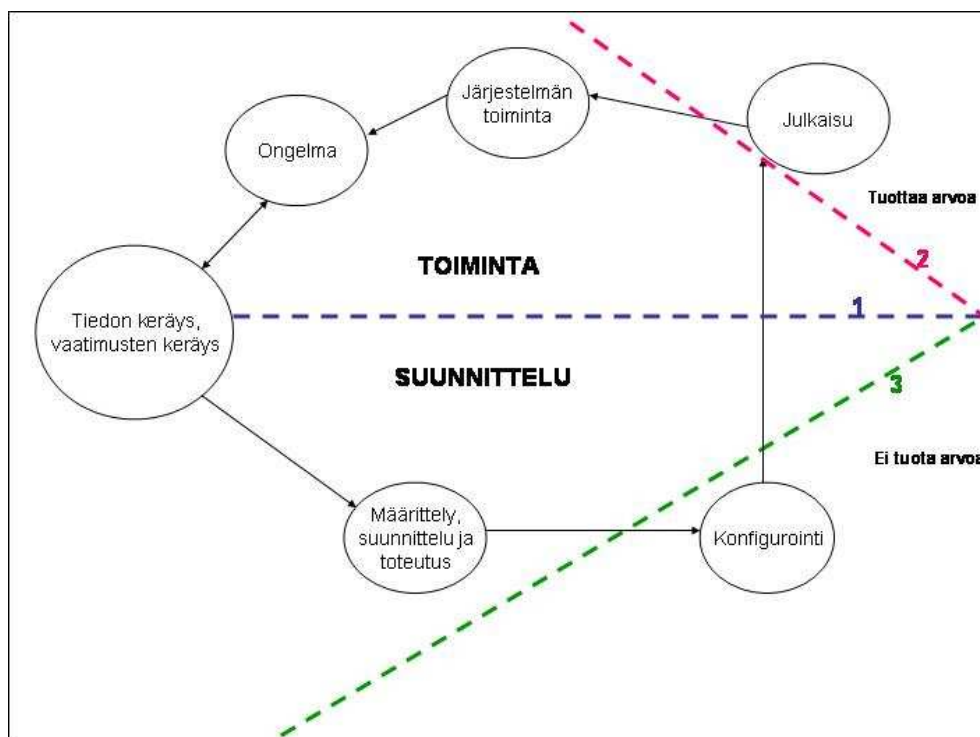 Järjestelmän
toiminta
Julkaisu
Ongelma
Tuottaa arvoa
2
TOIMINTA
1
Tiedon keräys,
vaatimusten keräys
SUUNNITTELU
3
Ei tuota arvoa
Määrittely,
suunnittelu ja
toteutus
Konfigurointi